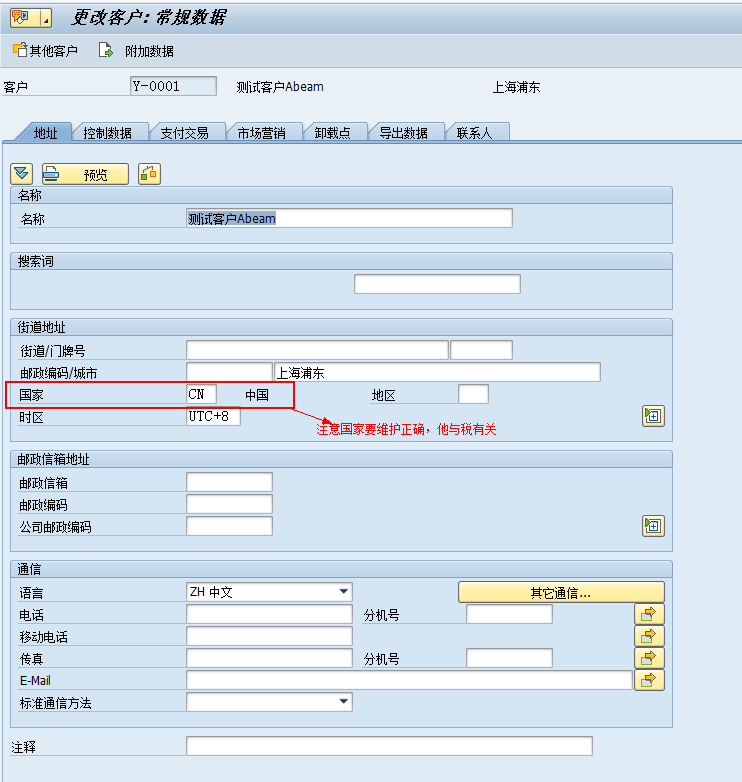 更改客户: 常规数据
其他客户 附加数据
客户 Y-0001 测试客户Abeam 上海浦东
地址 控制数据 支付交易 市场营销 卸载点 导出数据 联系人
预览
名称
名称 测试客户Abeam
搜索词
街道地址
街道/门牌号
邮政编码/城市 上海浦东
国家 CN 中国 地区
时区 UTC+8
注意国家要维护正确，他与税有关
邮政信箱地址
邮政信箱
邮政编码
公司邮政编码
通信
语言 ZH 中文 其它通信...
电话 分机号
移动电话
传真 分机号
E-Mail
标准通信方法
注释